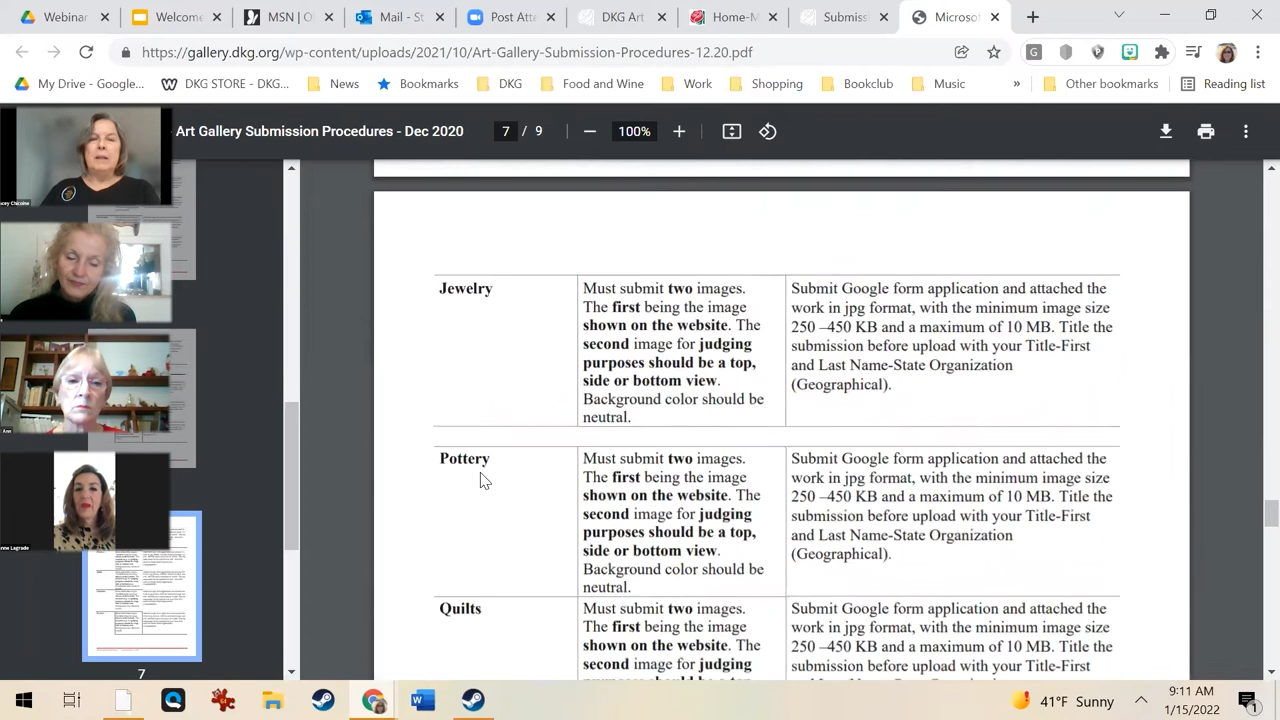 Webinar
Welcome
MSN | O
Mail - St
Post Atte
DKG Art
Home-M
Submiss
Microso
https://gallery.dkg.org/wp-content/uploads/2021/10/Art-Gallery-Submission-Procedures-12.20.pdf
G
My Drive - Google...
DKG STORE - DKG...
News
Bookmarks
DKG
Food and Wine
Work
Shopping
Bookclub
Music
»
Other bookmarks
Reading list
Art Gallery Submission Procedures - Dec 2020
7 / 9
100%
Jewelry
Must submit two images.
The first being the image
shown on the website. The
second image for judging
purposes should be a top,
side or bottom view.
Background color should be
neutral.
Submit Google form application and attached the
work in jpg format, with the minimum image size
250 –450 KB and a maximum of 10 MB. Title the
submission before upload with your Title-First
and Last Name-State Organization
(Geographical).
Pottery
Must submit two images.
The first being the image
shown on the website. The
second image for judging
purposes should be a top,
side or bottom view.
Background color should be
neutral.
Submit Google form application and attached the
work in jpg format, with the minimum image size
250 –450 KB and a maximum of 10 MB. Title the
submission before upload with your Title-First
and Last Name-State Organization
(Geographical).
Quilts
Must submit two images.
The first being the image
shown on the website. The
second image for judging
Submit Google form application and attached the
work in jpg format, with the minimum image size
250 –450 KB and a maximum of 10 MB. Title the
submission before upload with your Title-First
cey Chicoine
Ann
nne Lagrade
7
41°F Sunny
9:11 AM
1/15/2022
1